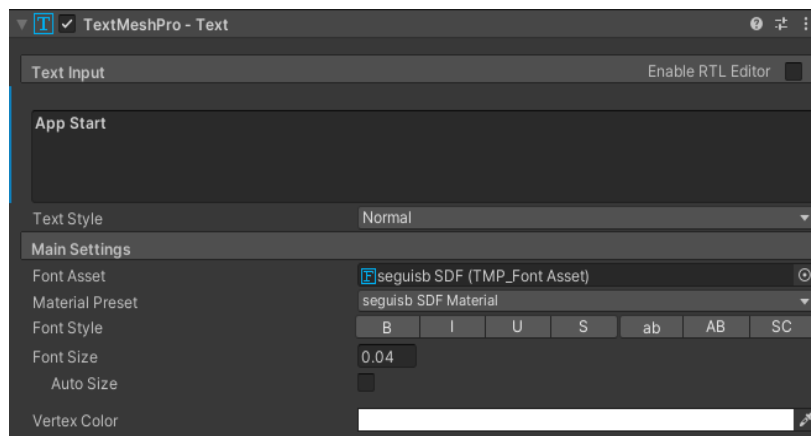 TextMeshPro - Text
Text Input Enable RTL Editor
App Start
Text Style Normal
Main Settings
Font Asset seguisb SDF (TMP_Font Asset)
Material Preset seguisb SDF Material
Font Style B I U S ab AB SC
Font Size 0.04
Auto Size
Vertex Color